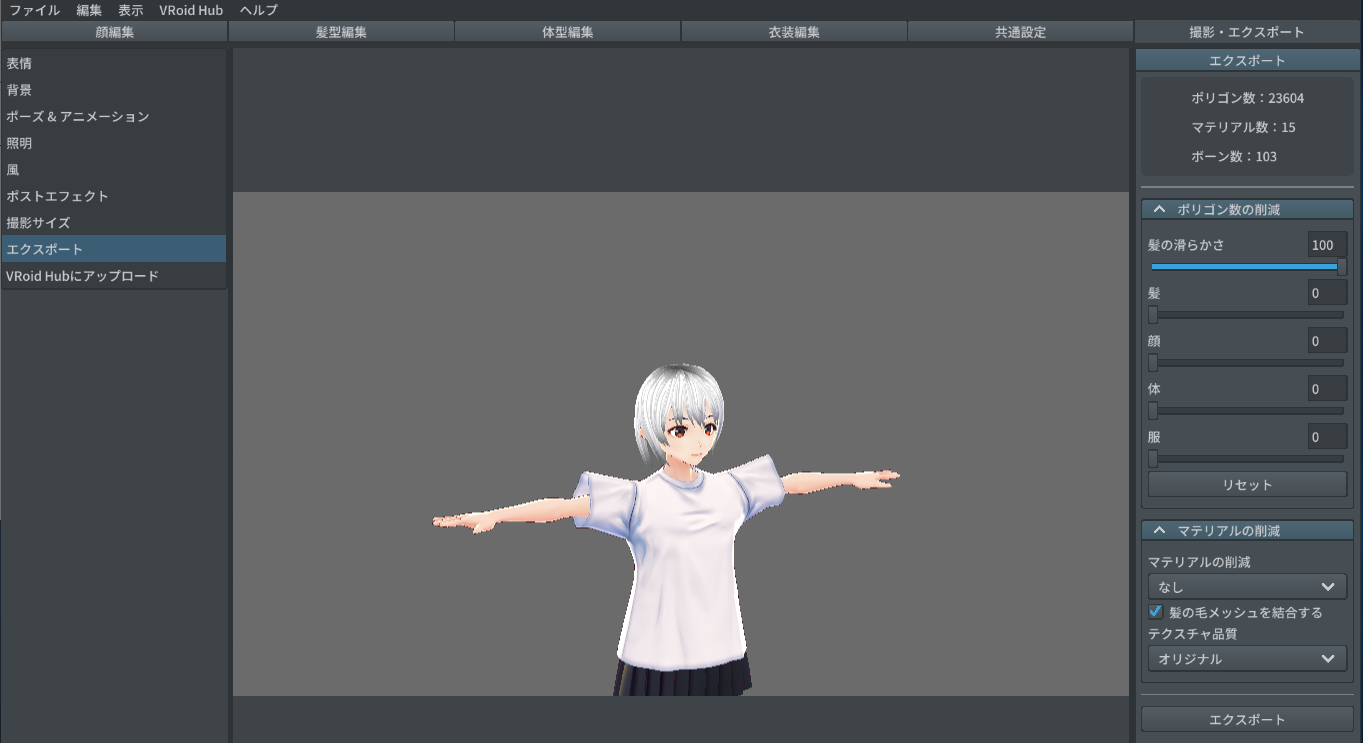 ファイル 編集 表示 VRoid Hub ヘルプ
顔編集 髪型編集 体型編集 衣装編集 共通設定 撮影・エクスポート
表情
背景
ポーズ & アニメーション
照明
風
ポストエフェクト
撮影サイズ
エクスポート
VRoid Hubにアップロード
エクスポート
ポリゴン数：23604
マテリアル数：15
ボーン数：103
ポリゴン数の削減
髪の滑らかさ 100
髪 0
顔 0
体 0
服 0
リセット
マテリアルの削減
マテリアルの削減
なし
髪の毛メッシュを結合する
テクスチャ品質
オリジナル
エクスポート